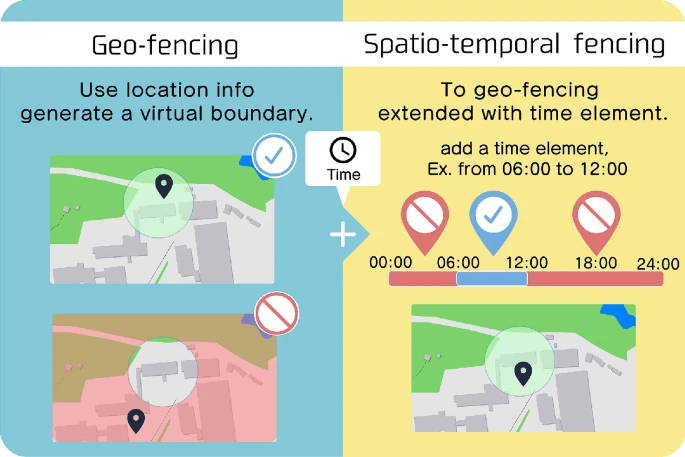 Geo-fencing
Use location info
generate a virtual boundary.
Time
Spatio-temporal fencing
To geo-fencing
extended with time element.
add a time element,
Ex. from 06:00 to 12:00
00:00 06:00 12:00 18:00 24:00